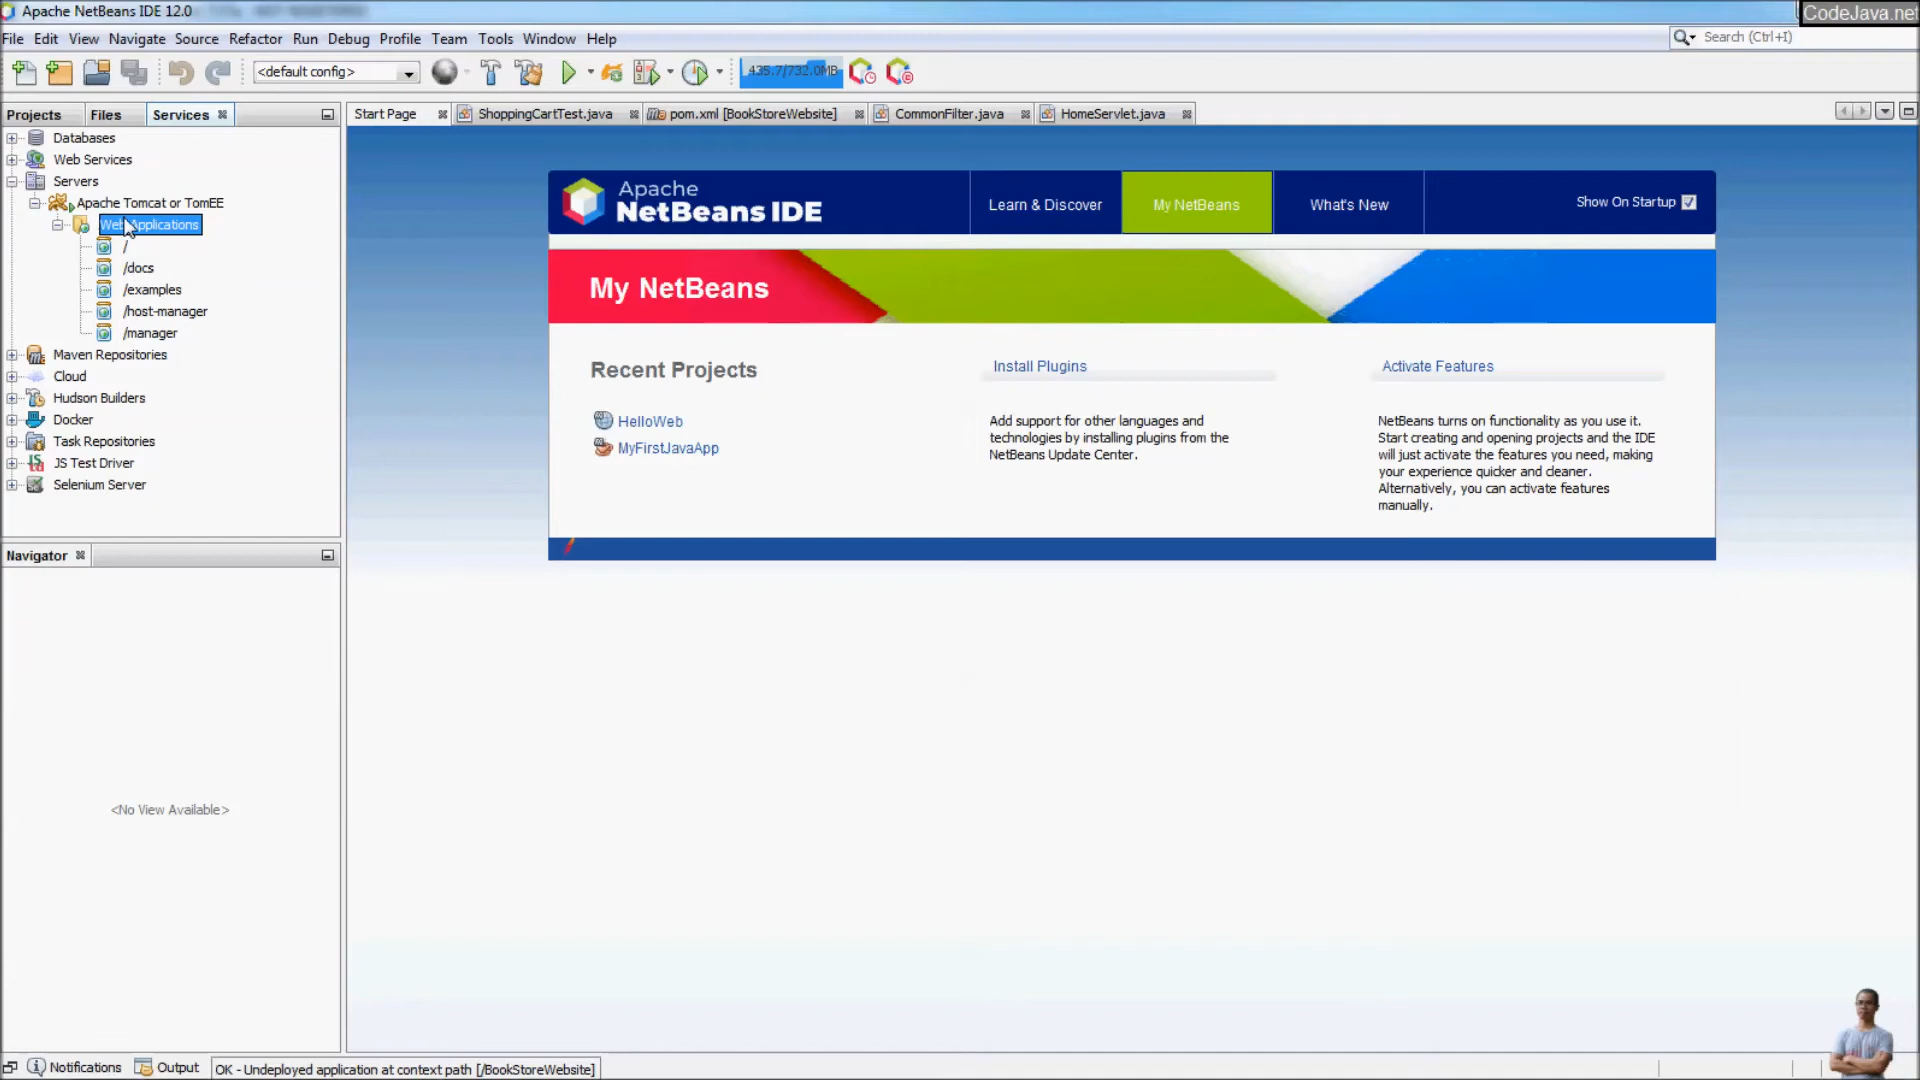 Apache NetBeans IDE 12.0
CodeJava.net
File Edit View Navigate Source Refactor Run Debug Profile Team Tools Window Help
Search (Ctrl+I)
<default config>
435.7/732.0MB
Projects Files Services
Start Page ShoppingCartTest.java pom.xml [BookStoreWebsite] CommonFilter.java HomeServlet.java
Databases
Web Services
Servers
Apache Tomcat or TomEE
Web Applications
/
/docs
/examples
/host-manager
/manager
Maven Repositories
Cloud
Hudson Builders
Docker
Task Repositories
JS Test Driver
Selenium Server
Navigator
<No View Available>
Apache
NetBeans IDE
Learn & Discover
My NetBeans
What's New
Show On Startup
My NetBeans
Recent Projects
HelloWeb
MyFirstJavaApp
Install Plugins
Add support for other languages and
technologies by installing plugins from the
NetBeans Update Center.
Activate Features
NetBeans turns on functionality as you use it.
Start creating and opening projects and the IDE
will just activate the features you need, making
your experience quicker and cleaner.
Alternatively, you can activate features
manually.
Notifications Output OK - Undeployed application at context path [/BookStoreWebsite]